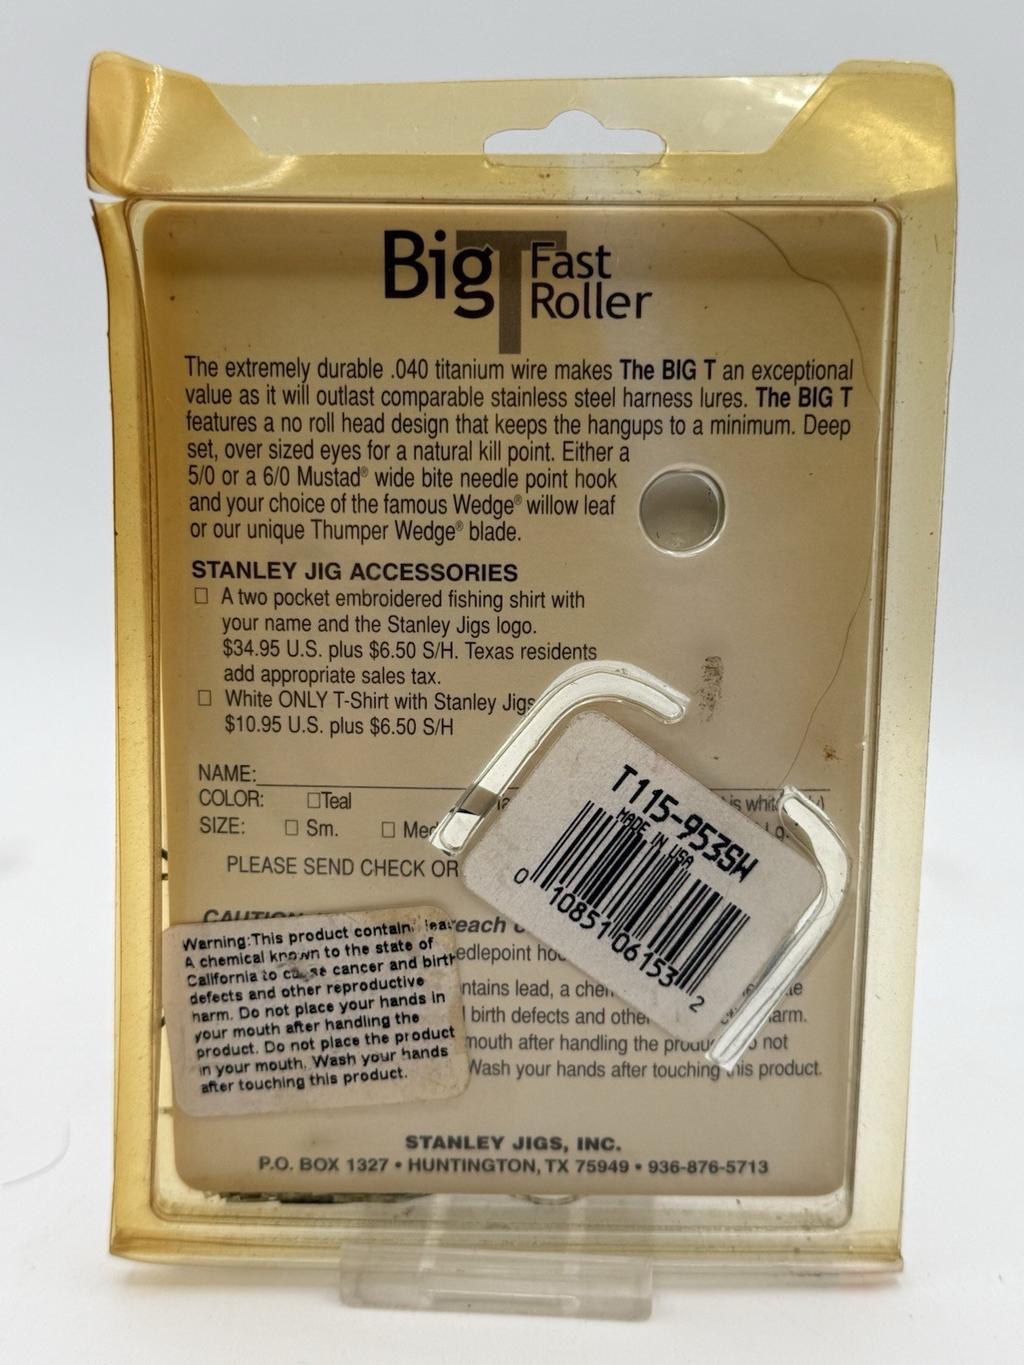 Big T Fast
Roller
The extremely durable .040 titanium wire makes The BIG T an exceptional
value as it will outlast comparable stainless steel harness lures. The BIG T
features a no roll head design that keeps the hangups to a minimum. Deep
set, over sized eyes for a natural kill point. Either a
5/0 or a 6/0 Mustad® wide bite needle point hook
and your choice of the famous Wedge® willow leaf
or our unique Thumper Wedge® blade.
STANLEY JIG ACCESSORIES
□ A two pocket embroidered fishing shirt with
your name and the Stanley Jigs logo.
$34.95 U.S. plus $6.50 S/H. Texas residents
add appropriate sales tax.
□ White ONLY T-Shirt with Stanley Jigs
$10.95 U.S. plus $6.50 S/H
NAME:
COLOR: □Teal is white
SIZE: □ Sm. □ Med
PLEASE SEND CHECK OR
T115-953SW
MADE IN USA
0 10851 06153 2
CAUTION reach
edlepoint
ntains lead, a
birth defects and other harm.
mouth after handling the not
Wash your hands after touching this product.
Warning:This product contain
A chemical known to the state of
California to cause cancer and birth
defects and other reproductive
harm. Do not place your hands in
your mouth after handling the
product. Do not place the product
in your mouth. Wash your hands
after touching this product.
STANLEY JIGS, INC.
P.O. BOX 1327 • HUNTINGTON, TX 75949 • 936-876-5713